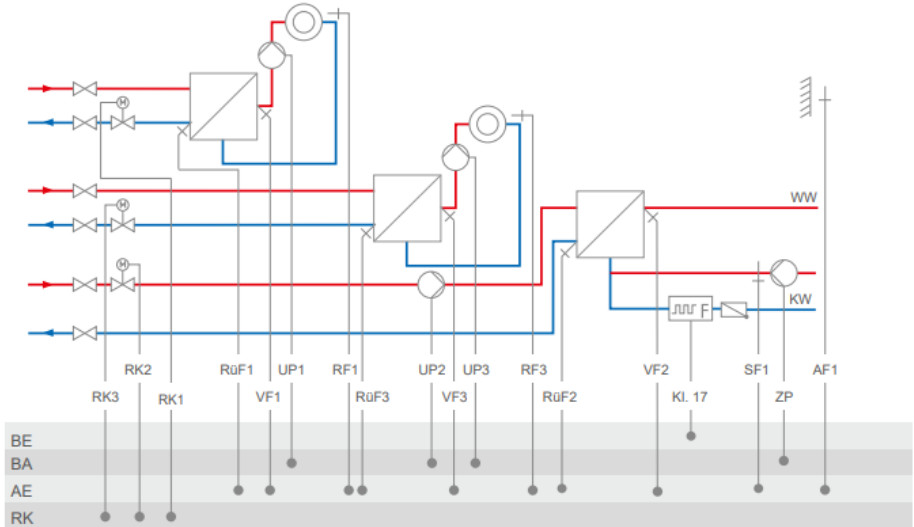 M
M
M
WW
KW
F
RK2 RüF1 UP1 RF1 UP2 UP3 RF3 VF2 SF1 AF1
RK3 RK1 VF1 RüF3 VF3 RüF2 Kl. 17 ZP
BE
BA
AE
RK